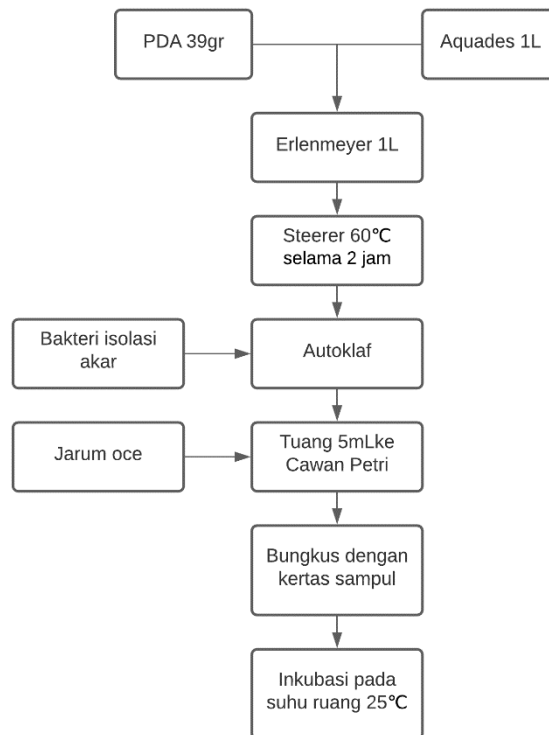 PDA 39gr
Aquades 1L
Erlenmeyer 1L
Steerer 60℃
selama 2 jam
Bakteri isolasi
akar
Autoklaf
Jarum oce
Tuang 5mLke
Cawan Petri
Bungkus dengan
kertas sampul
Inkubasi pada
suhu ruang 25℃